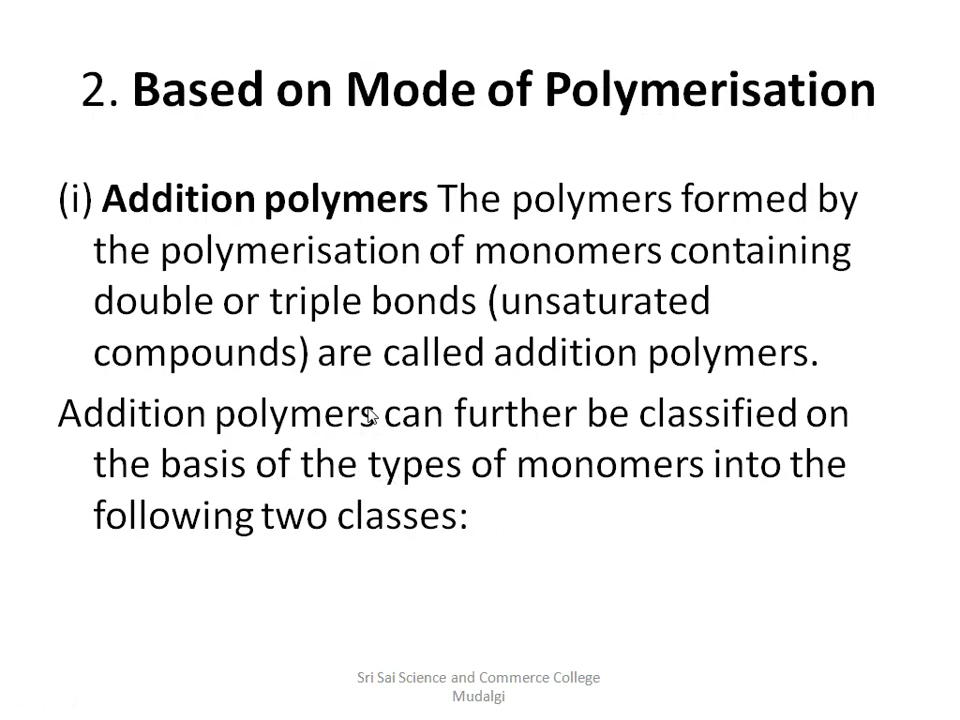 2. Based on Mode of Polymerisation
(i) Addition polymers The polymers formed by
the polymerisation of monomers containing
double or triple bonds (unsaturated
compounds) are called addition polymers.
Addition polymers can further be classified on
the basis of the types of monomers into the
following two classes:
Sri Sai Science and Commerce College
Mudalgi